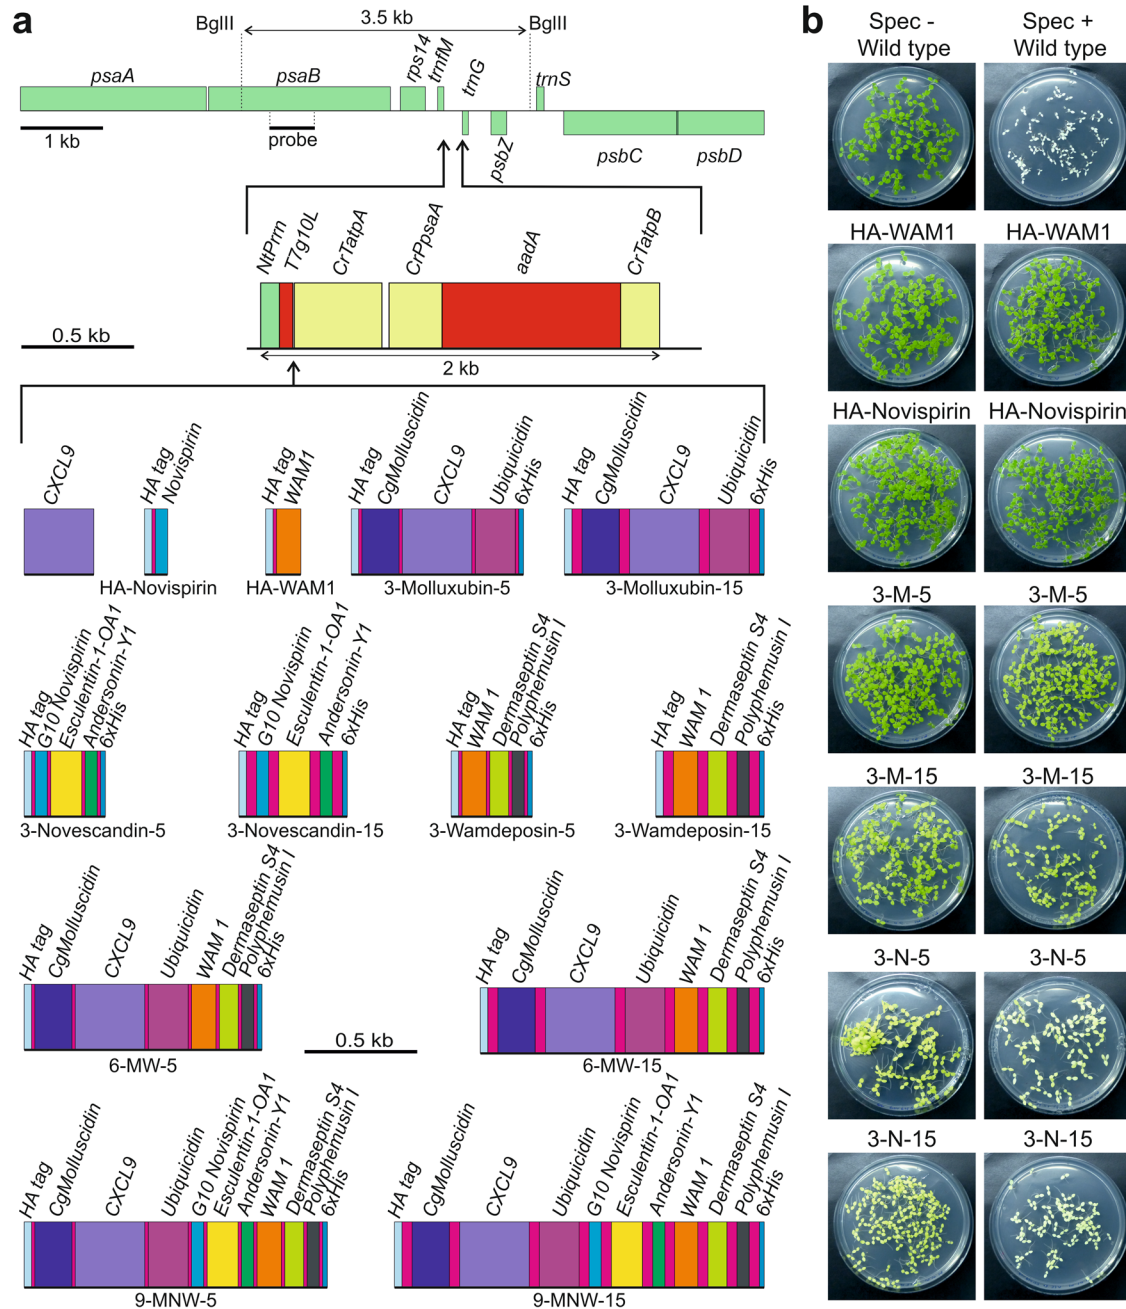 a
BglII
3.5 kb
BglII
psaA
psaB
rps14
trnfM
trnG
trnS
1 kb
probe
psbZ
psbC
psbD
NtPrrn
T7g10L
CrTatpA
CrPpsaA
aadA
CrTatpB
0.5 kb
2 kb
CXCL9
HA tag
Novispirin
HA tag
WAM1
HA tag
CgMolluscidin
CXCL9
Ubiquicidin
6xHis
HA tag
CgMolluscidin
CXCL9
Ubiquicidin
6xHis
HA-Novispirin
HA-WAM1
3-Molluxubin-5
3-Molluxubin-15
HA tag
G10 Novispirin
Esculentin-1-OA1
Andersonin-Y1
6xHis
HA tag
G10 Novispirin
Esculentin-1-OA1
Andersonin-Y1
6xHis
HA tag
WAM 1
Dermaseptin S4
Polyphemusin I
6xHis
HA tag
WAM 1
Dermaseptin S4
Polyphemusin I
6xHis
3-Novescandin-5
3-Novescandin-15
3-Wamdeposin-5
3-Wamdeposin-15
HA tag
CgMolluscidin
CXCL9
Ubiquicidin
WAM 1
Dermaseptin S4
Polyphemusin I
6xHis
HA tag
CgMolluscidin
CXCL9
Ubiquicidin
WAM 1
Dermaseptin S4
Polyphemusin I
6xHis
6-MW-5
0.5 kb
6-MW-15
HA tag
CgMolluscidin
CXCL9
Ubiquicidin
G10 Novispirin
Esculentin-1-OA1
Andersonin-Y1
WAM 1
Dermaseptin S4
Polyphemusin I
6xHis
HA tag
CgMolluscidin
CXCL9
Ubiquicidin
G10 Novispirin
Esculentin-1-OA1
Andersonin-Y1
WAM 1
Dermaseptin S4
Polyphemusin I
6xHis
9-MNW-5
9-MNW-15
b
Spec -
Wild type
Spec +
Wild type
HA-WAM1
HA-WAM1
HA-Novispirin
HA-Novispirin
3-M-5
3-M-5
3-M-15
3-M-15
3-N-5
3-N-5
3-N-15
3-N-15